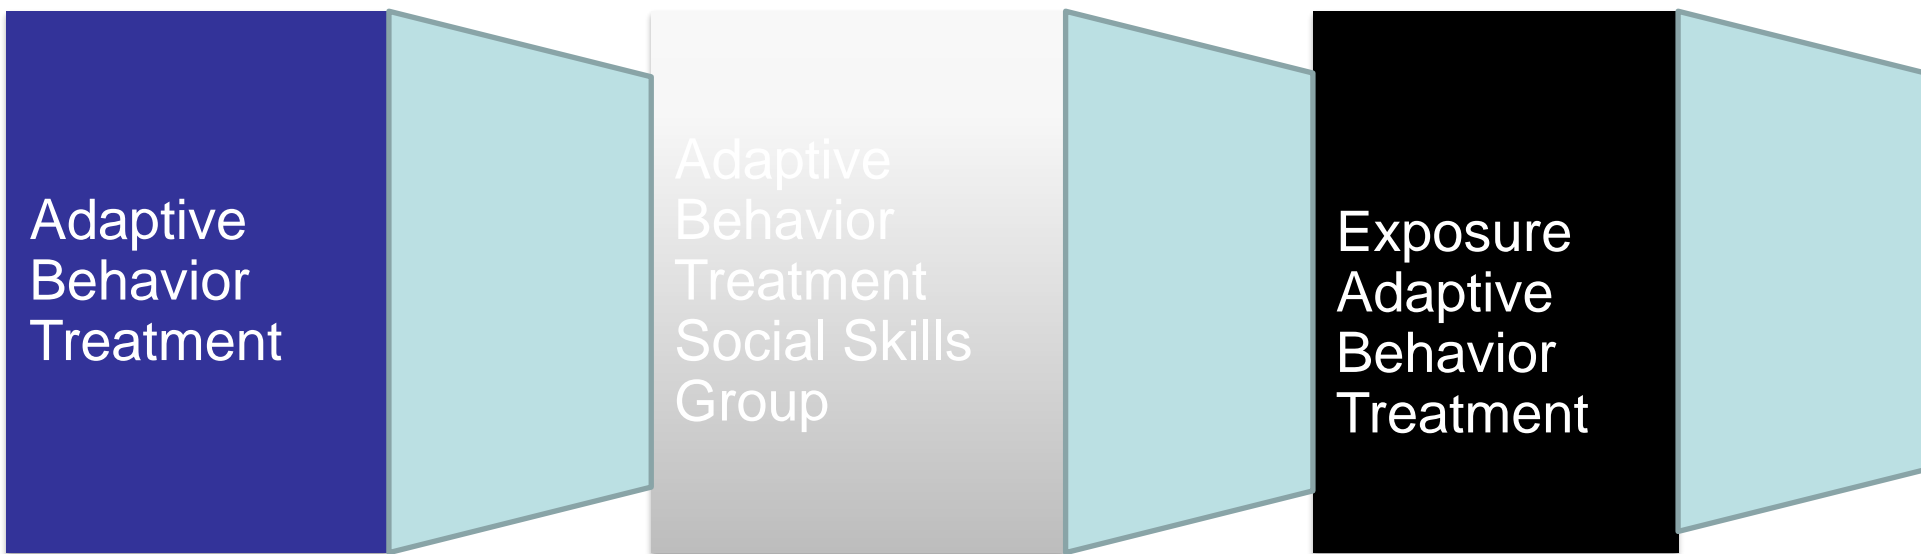 Adaptive
Behavior
Treatment
Adaptive
Behavior
Treatment
Social Skills
Group
Exposure
Adaptive
Behavior
Treatment